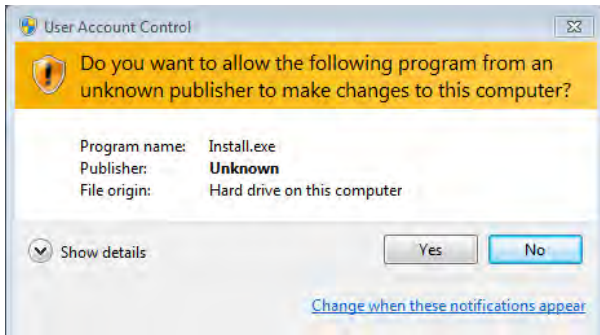 User Account Control
Do you want to allow the following program from an
unknown publisher to make changes to this computer?
Program name: Install.exe
Publisher: Unknown
File origin: Hard drive on this computer
Show details
Yes
No
Change when these notifications appear